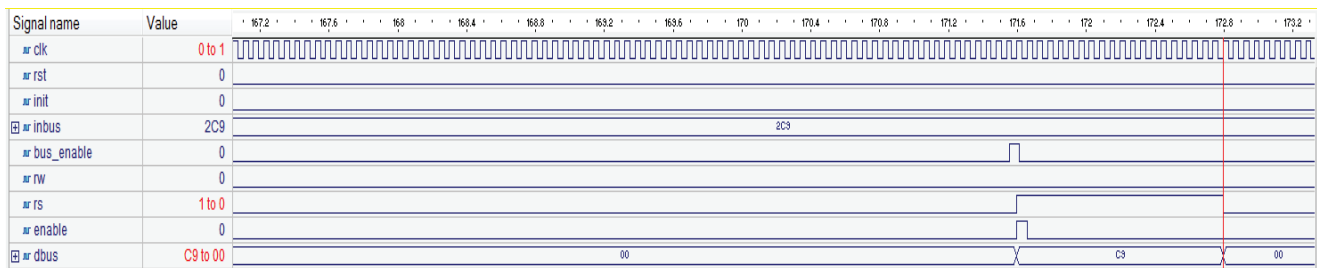 Signal name Value 167.2 167.6 168 168.4 168.8 169.2 169.6 170 170.4 170.8 171.2 171.6 172 172.4 172.8 173.2
clk 0 to 1
rst 0
init 0
inbus 2C9 2C9
bus_enable 0
rw 0
rs 1 to 0
enable 0
dbus C9 to 00 00 C9 00